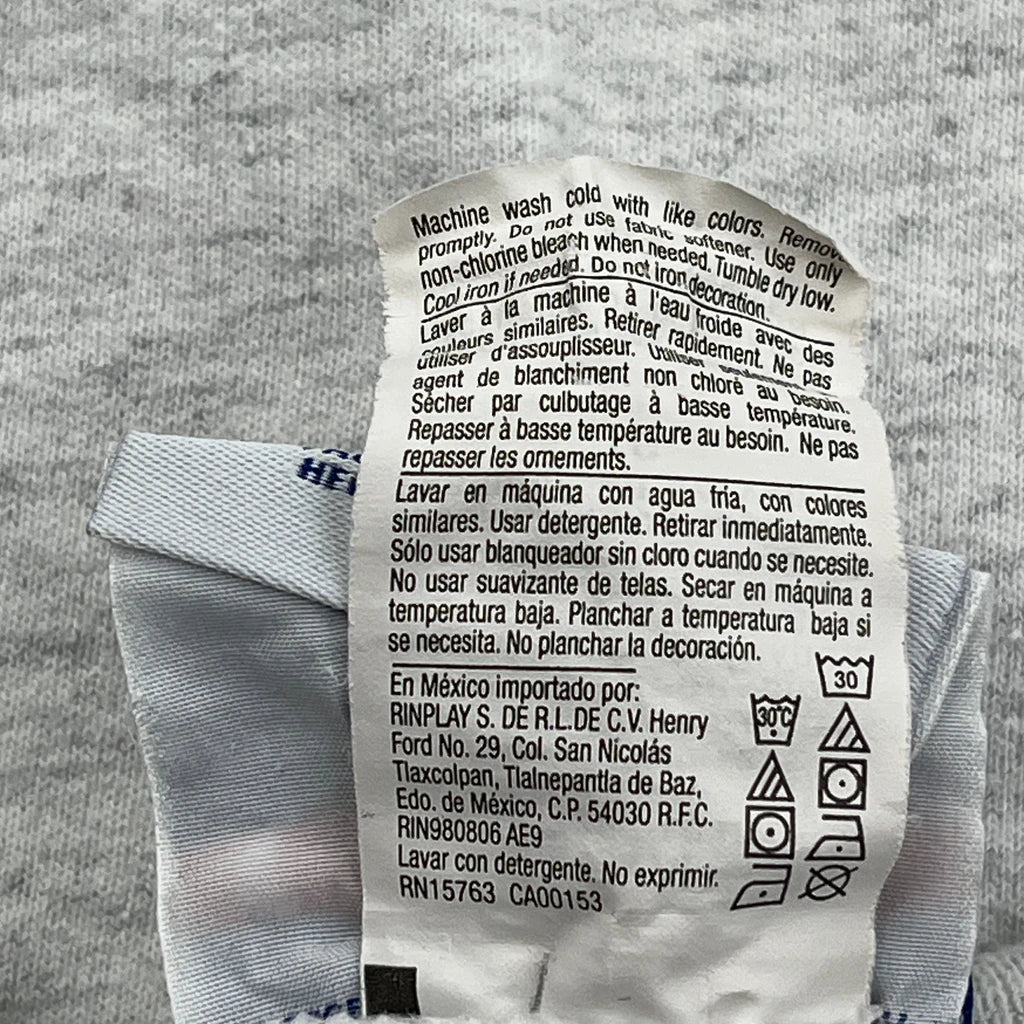 Machine wash cold with like colors. Remov
promptly. Do not use fabric softener. Use only
non-chlorine bleach when needed. Tumble dry low.
Cool iron if needed. Do not iron decoration.
Laver à la machine à l'eau froide avec des
couleurs similaires. Retirer rapidement. Ne pas
utiliser d'assouplisseur. Utiliser seulement
agent de blanchiment non chloré au besoin.
Sécher par culbutage à basse température.
Repasser à basse température au besoin. Ne pas
repasser les ornements.
Lavar en máquina con agua fría, con colores
similares. Usar detergente. Retirar inmediatamente.
Sólo usar blanqueador sin cloro cuando se necesite.
No usar suavizante de telas. Secar en máquina a
temperatura baja. Planchar a temperatura baja si
se necesita. No planchar la decoración.
En México importado por:
RINPLAY S. DE R.L.DE C.V. Henry
Ford No. 29, Col. San Nicolás
Tlaxcolpan, Tlalnepantla de Baz,
Edo. de México, C.P. 54030 R.F.C.
RIN980806 AE9
Lavar con detergente. No exprimir.
RN15763 CA00153
30
30°C